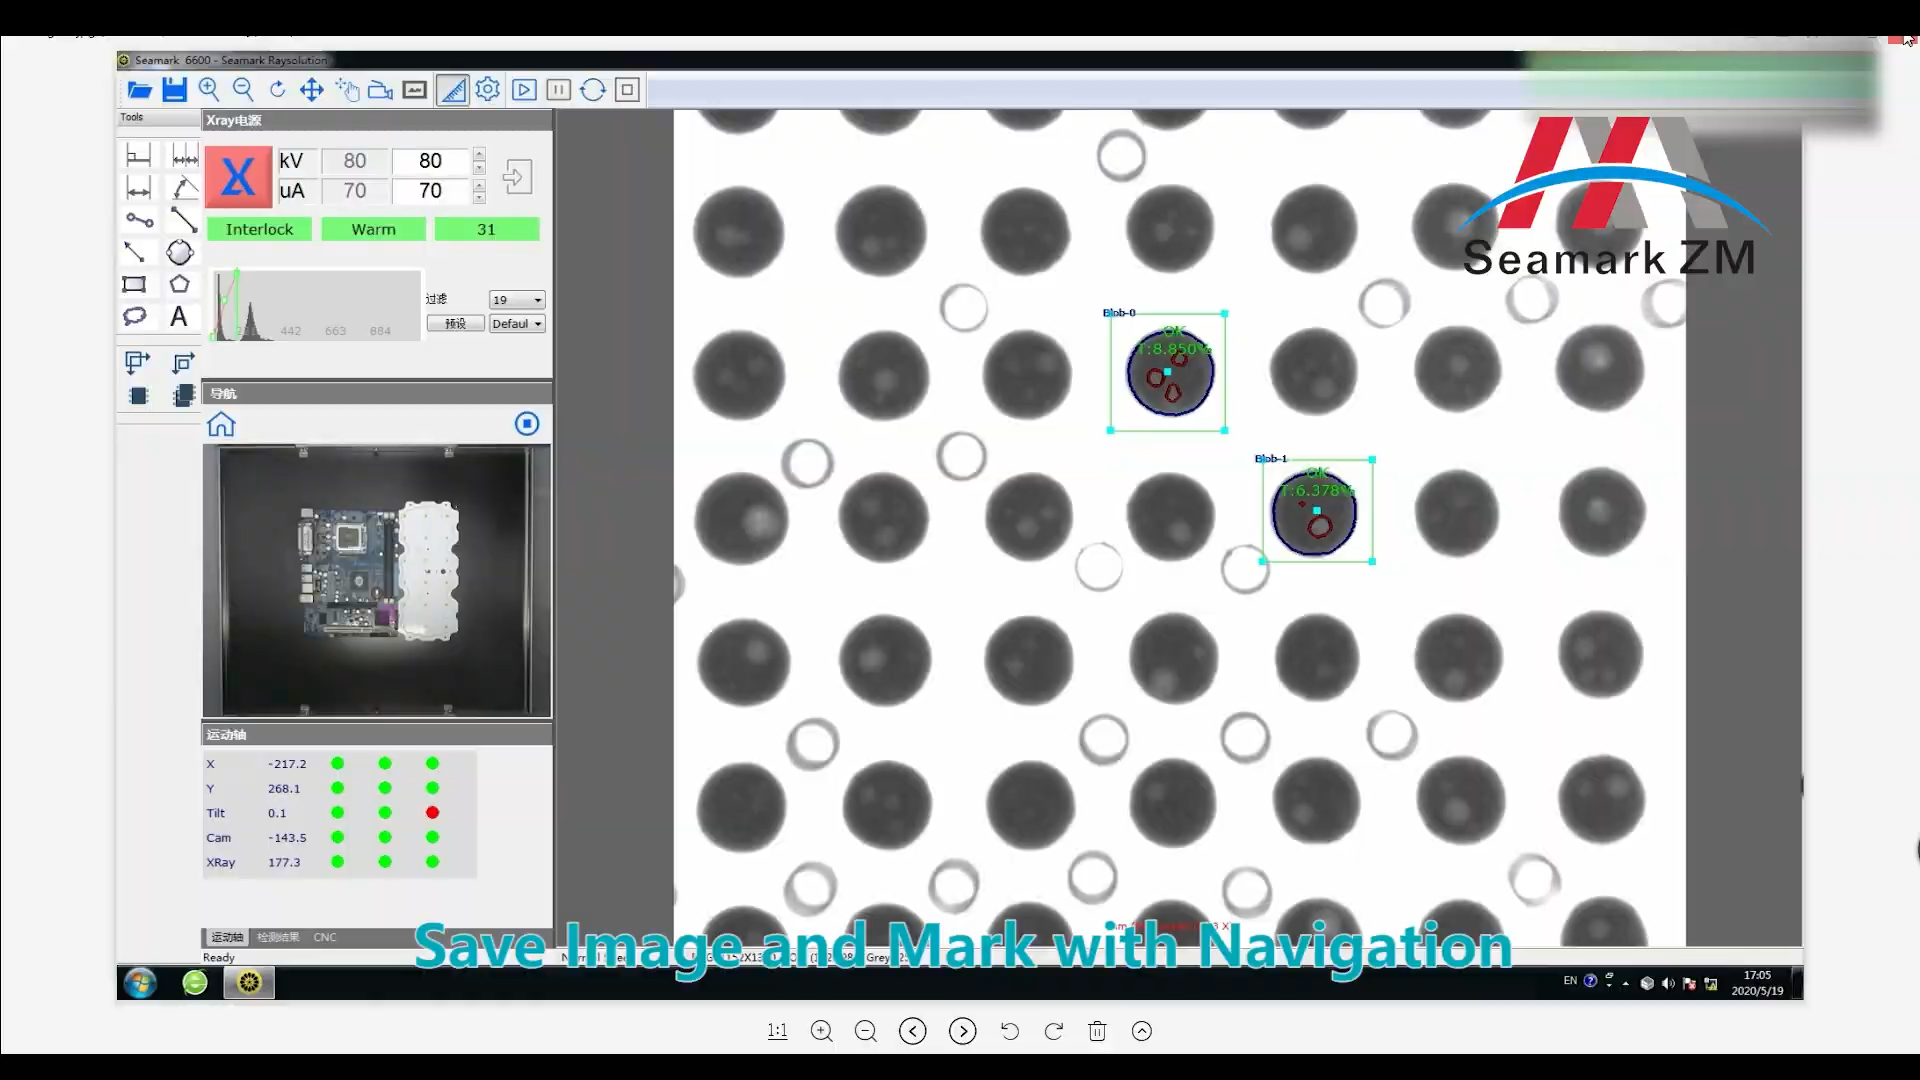 Seamark 6600 - Seamark Raysolution
Tools
Xray电源
kV 80 80
uA 70 70
Interlock Warm 31
442 663 884
过滤 19
预设 Defaul
导航
运动轴
X -217.2
Y 268.1
Tilt 0.1
Cam -143.5
XRay 177.3
运动轴 检测结果 CNC
Ready
A
Blob-0
OK
T:8.850%
Blob-1
OK
T:6.378%
Seamark ZM
Save Image and Mark with Navigation
EN
17:05
2020/5/19
1:1